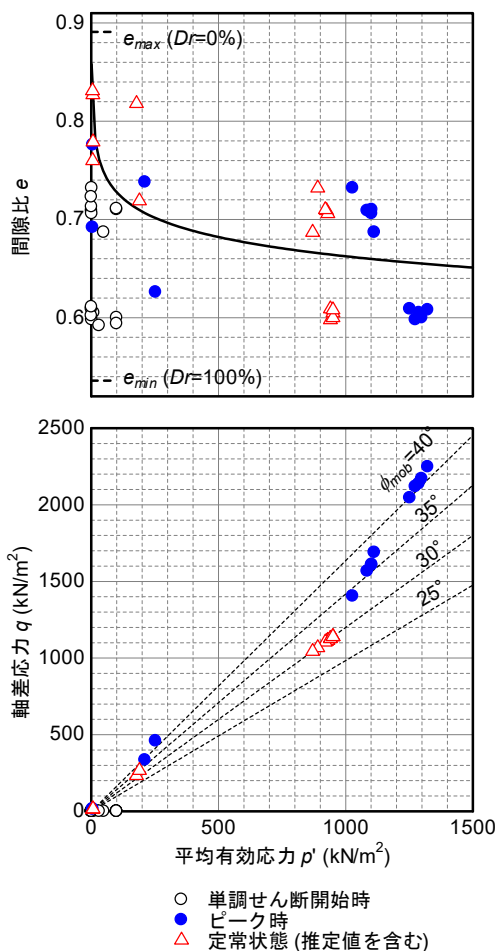 0.9
e_max (Dr=0%)
0.8
0.7
0.6
間隙比 e
e_min (Dr=100%)
2500
2000
1500
1000
500
0
軸差応力 q (kN/m²)
ϕ_mob=40°
35°
30°
25°
0 500 1000 1500
平均有効応力 p' (kN/m²)
単調せん断開始時
ピーク時
定常状態 (推定値を含む)